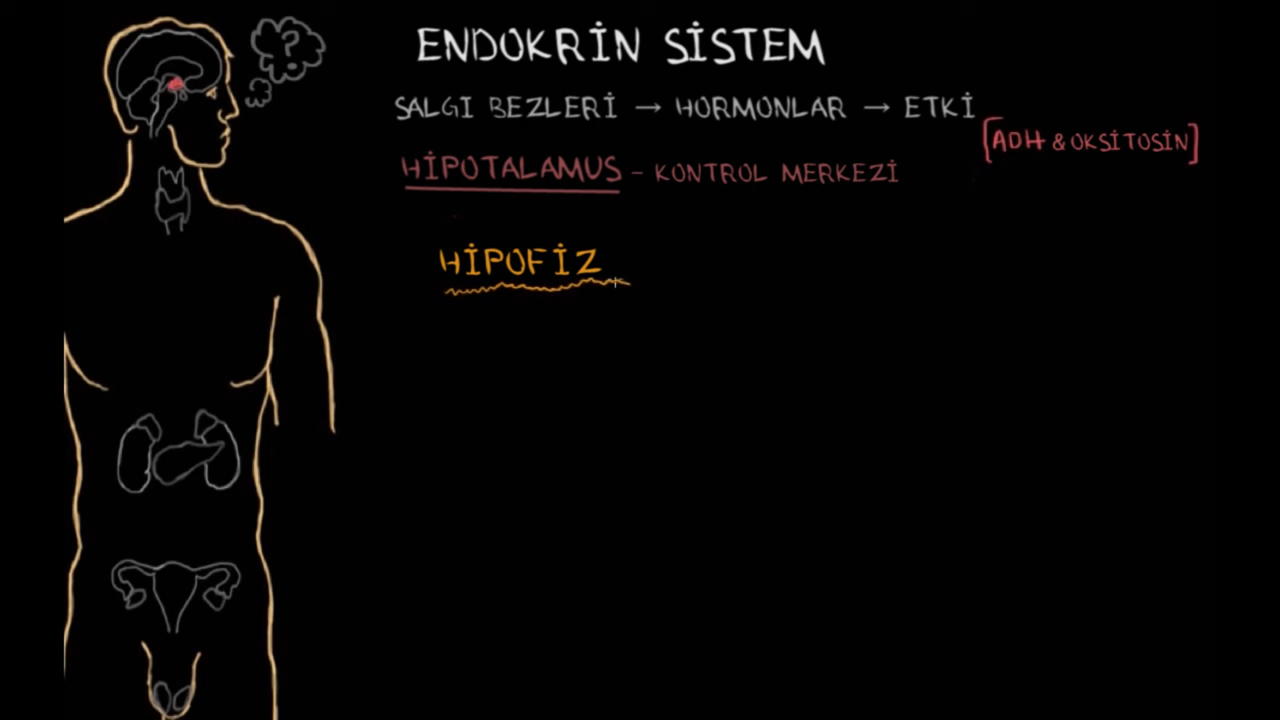 ?
ENDOKRİN SİSTEM
SALGI BEZLERİ → HORMONLAR → ETKİ
[ADH & OKSİTOSİN]
HİPOTALAMUS - KONTROL MERKEZİ
HİPOFİZ